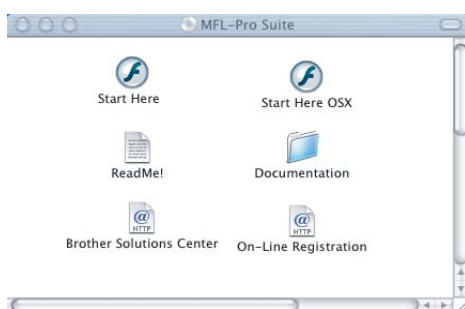 MFL-Pro Suite
Start Here
Start Here OSX
ReadMe!
Documentation
@
HTTP
@
HTTP
Brother Solutions Center
On-Line Registration